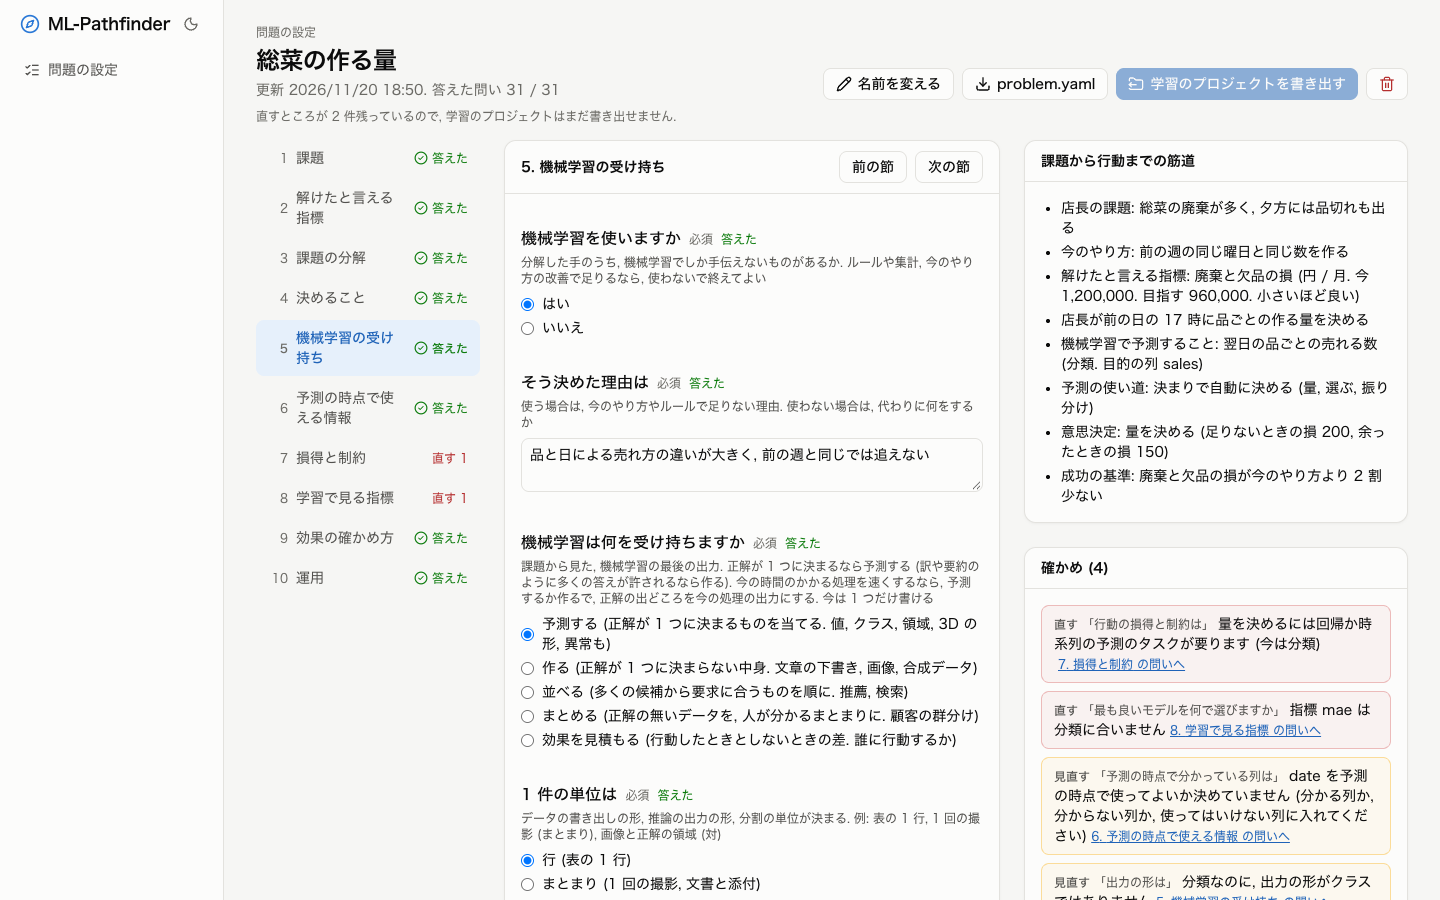 ML-Pathfinder
問題の設定
問題の設定
総菜の作る量
更新 2026/11/20 18:50. 答えた問い 31 / 31
直すところが 2 件残っているので, 学習のプロジェクトはまだ書き出せません.
名前を変える
problem.yaml
学習のプロジェクトを書き出す
1 課題 答えた
2 解けたと言える
指標 答えた
3 課題の分解 答えた
4 決めること 答えた
5 機械学習の受け
持ち 答えた
6 予測の時点で使
える情報 答えた
7 損得と制約 直す 1
8 学習で見る指標 直す 1
9 効果の確かめ方 答えた
10 運用 答えた
5. 機械学習の受け持ち
前の節
次の節
機械学習を使いますか 必須 答えた
分解した手のうち, 機械学習でしか手伝えないものがあるか. ルールや集計, 今のやり
方の改善で足りるなら, 使わないで終えてよい
はい
いいえ
そう決めた理由は 必須 答えた
使う場合は, 今のやり方やルールで足りない理由. 使わない場合は, 代わりに何をする
か
品と日による売れ方の違いが大きく, 前の週と同じでは追えない
機械学習は何を受け持ちますか 必須 答えた
課題から見た, 機械学習の最後の出力. 正解が 1 つに決まるなら予測する (訳や要約の
ように多くの答えが許されるなら作る). 今の時間のかかる処理を速くするなら, 予測
するか作るで, 正解の出どころを今の処理の出力にする. 今は 1 つだけ書ける
予測する (正解が 1 つに決まるものを当てる. 値, クラス, 領域, 3D の
形, 異常も)
作る (正解が 1 つに決まらない中身. 文章の下書き, 画像, 合成データ)
並べる (多くの候補から要求に合うものを順に. 推薦, 検索)
まとめる (正解の無いデータを, 人が分かるまとまりに. 顧客の群分け)
効果を見積もる (行動したときとしないときの差. 誰に行動するか)
1 件の単位は 必須 答えた
データの書き出しの形, 推論の出力の形, 分割の単位が決まる. 例: 表の 1 行, 1 回の撮
影 (まとまり), 画像と正解の領域 (対)
行 (表の 1 行)
まとまり (1 回の撮影, 文書と添付)
課題から行動までの筋道
• 店長の課題: 総菜の廃棄が多く, 夕方には品切れも出
る
• 今のやり方: 前の週の同じ曜日と同じ数を作る
• 解けたと言える指標: 廃棄と欠品の損 (円 / 月. 今
1,200,000. 目指す 960,000. 小さいほど良い)
• 店長が前の日の 17 時に品ごとの作る量を決める
• 機械学習で予測すること: 翌日の品ごとの売れる数
(分類. 目的の列 sales)
• 予測の使い道: 決まりで自動に決める (量, 選ぶ, 振り
分け)
• 意思決定: 量を決める (足りないときの損 200, 余っ
たときの損 150)
• 成功の基準: 廃棄と欠品の損が今のやり方より 2 割
少ない
確かめ (4)
直す 「行動の損得と制約は」 量を決めるには回帰か時
系列の予測のタスクが要ります (今は分類)
7. 損得と制約 の問いへ
直す 「最も良いモデルを何で選びますか」 指標 mae は
分類に合いません 8. 学習で見る指標 の問いへ
見直す 「予測の時点で分かっている列は」 date を予測
の時点で使ってよいか決めていません (分かる列か,
分からない列か, 使ってはいけない列に入れてくだ
さい) 6. 予測の時点で使える情報 の問いへ
見直す 「出力の形は」 分類なのに, 出力の形がクラス
ではありません 5. 機械学習の受け持ち の問いへ